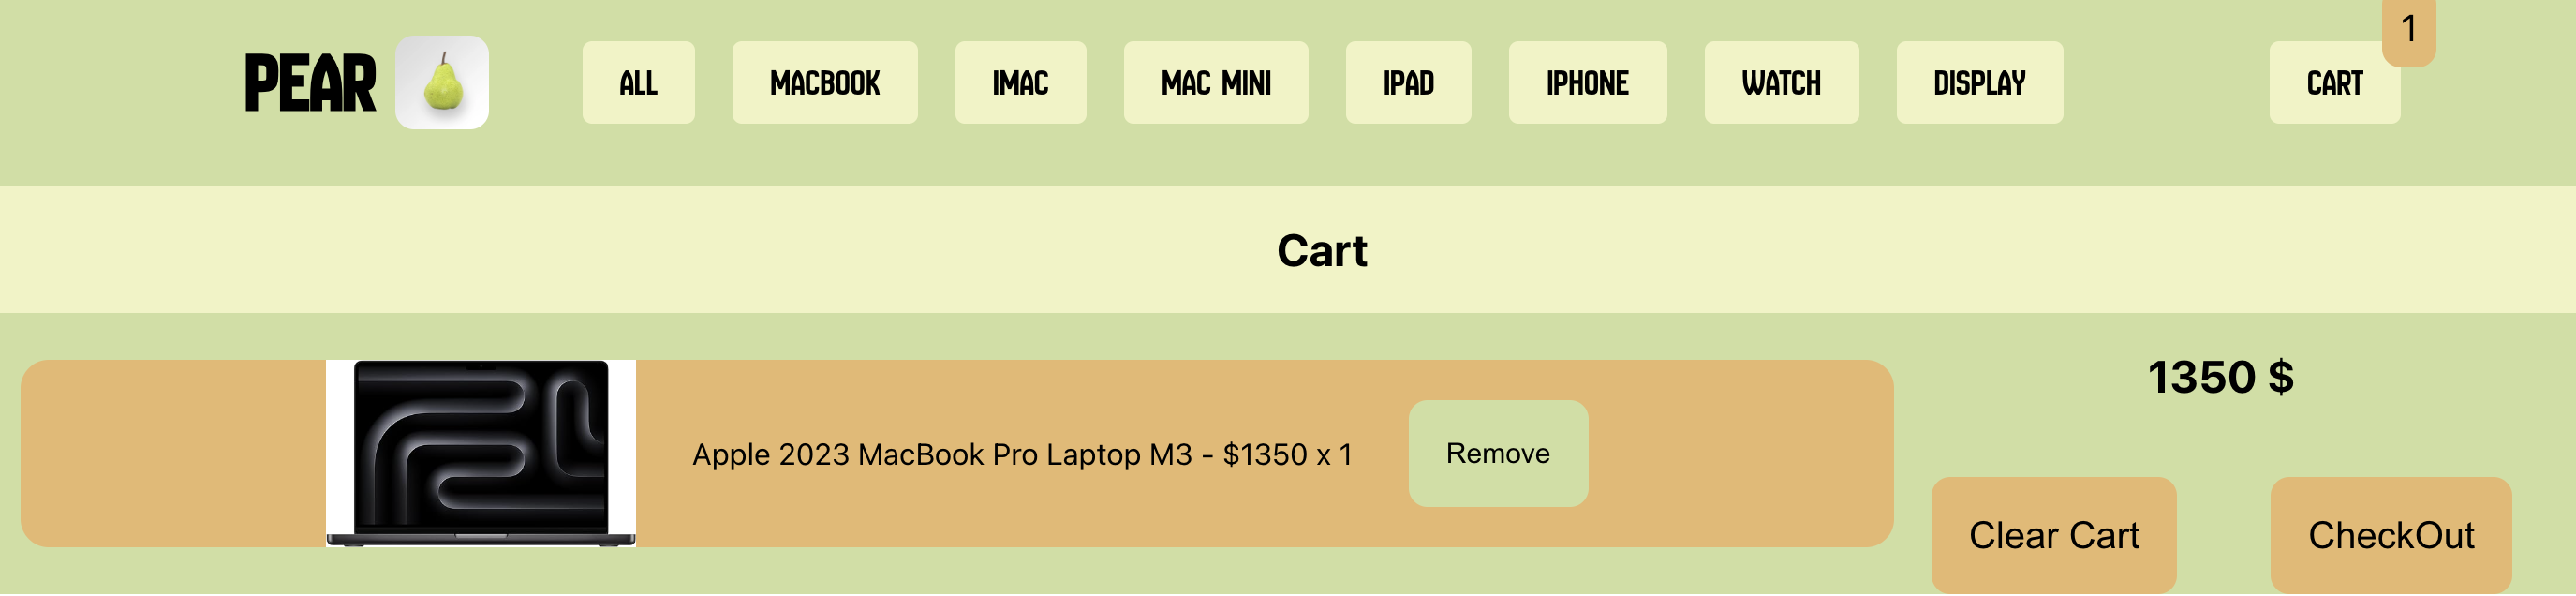 1
PEAR
ALL
MACBOOK
IMAC
MAC MINI
IPAD
IPHONE
WATCH
DISPLAY
CART
Cart
1350 $
Apple 2023 MacBook Pro Laptop M3 - $1350 x 1
Remove
Clear Cart
CheckOut